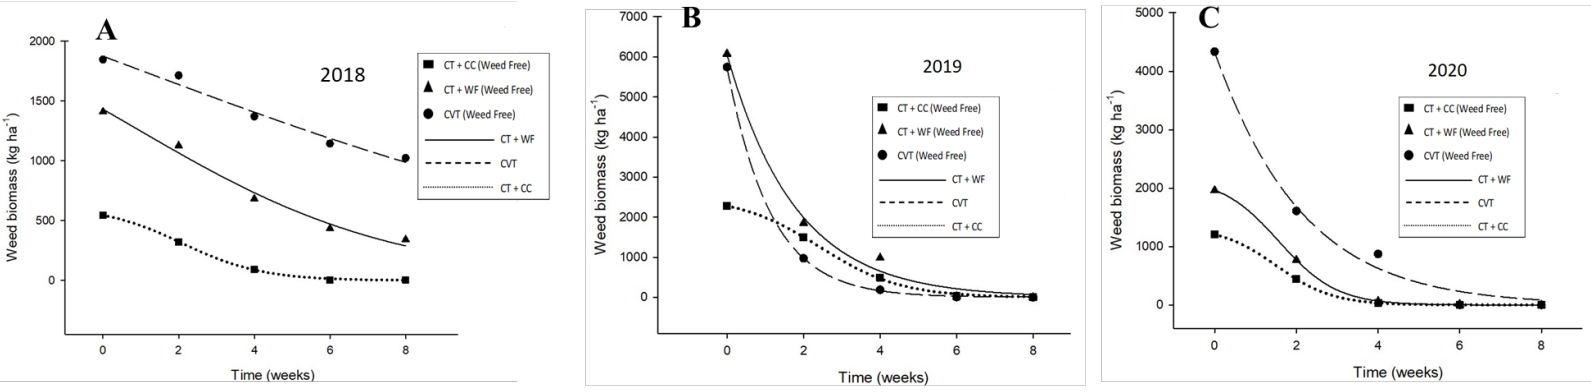 A
2018
Weed biomass (kg ha-1)
2000
1500
1000
500
0
0 2 4 6 8
Time (weeks)
CT + CC (Weed Free)
CT + WF (Weed Free)
CVT (Weed Free)
CT + WF
CVT
CT + CC
B
2019
Weed biomass (kg ha-1)
7000
6000
5000
4000
3000
2000
1000
0
0 2 4 6 8
Time (weeks)
CT + CC (Weed Free)
CT + WF (Weed Free)
CVT (Weed Free)
CT + WF
CVT
CT + CC
C
2020
Weed biomass (kg ha-1)
5000
4000
3000
2000
1000
0
0 2 4 6 8
Time (weeks)
CT + CC (Weed Free)
CT + WF (Weed Free)
CVT (Weed Free)
CT + WF
CVT
CT + CC